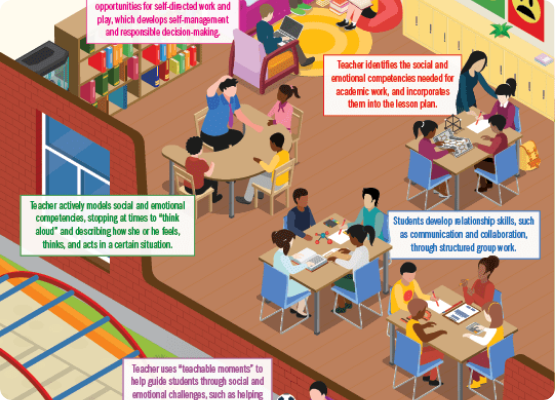 opportunities for self-directed work and
play, which develops self-management
and responsible decision-making.
Teacher identifies the social and
emotional competencies needed for
academic work, and incorporates
them into the lesson plan.
Teacher actively models social and emotional
competencies, stopping at times to “think
aloud” and describing how she or he feels,
thinks, and acts in a certain situation.
Students develop relationship skills, such
as communication and collaboration,
through structured group work.
Teacher uses “teachable moments” to
help guide students through social and
emotional challenges, such as helping